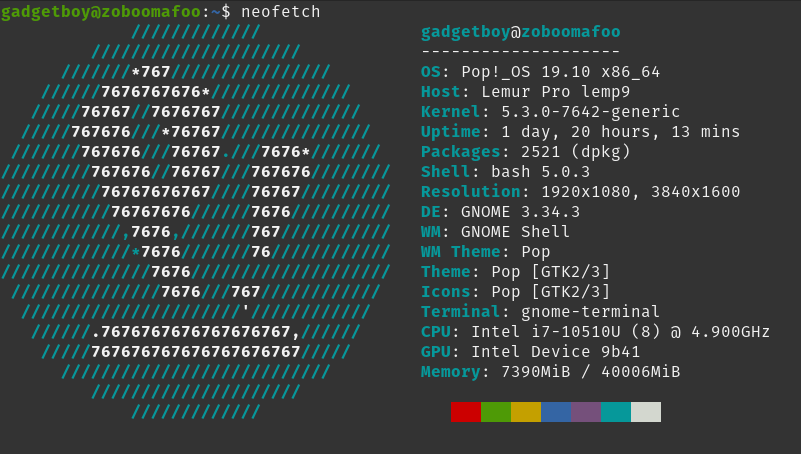 gadgetboy@zoboomafoo:~$ neofetch
             /////////////                gadgetboy@zoboomafoo
         /////////////////////            --------------------
      ///////*767////////////////         OS: Pop!_OS 19.10 x86_64
    //////7676767676*//////////////       Host: Lemur Pro lemp9
   /////76767//7676767//////////////      Kernel: 5.3.0-7642-generic
  /////767676///*76767///////////////     Uptime: 1 day, 20 hours, 13 mins
 ///////767676///76767.///7676*///////    Packages: 2521 (dpkg)
/////////767676//76767///767676////////   Shell: bash 5.0.3
//////////76767676767////76767/////////   Resolution: 1920x1080, 3840x1600
///////////76767676//////7676//////////   DE: GNOME 3.34.3
////////////,7676,///////767///////////   WM: GNOME Shell
/////////////*7676///////76////////////   WM Theme: Pop
///////////////7676////////////////////   Theme: Pop [GTK2/3]
 ///////////////7676///767////////////    Icons: Pop [GTK2/3]
  //////////////////////'////////////     Terminal: gnome-terminal
   //////.7676767676767676767,//////      CPU: Intel i7-10510U (8) @ 4.900GHz
    /////767676767676767676767/////       GPU: Intel Device 9b41
      ///////////////////////////         Memory: 7390MiB / 40006MiB
         /////////////////////
             /////////////